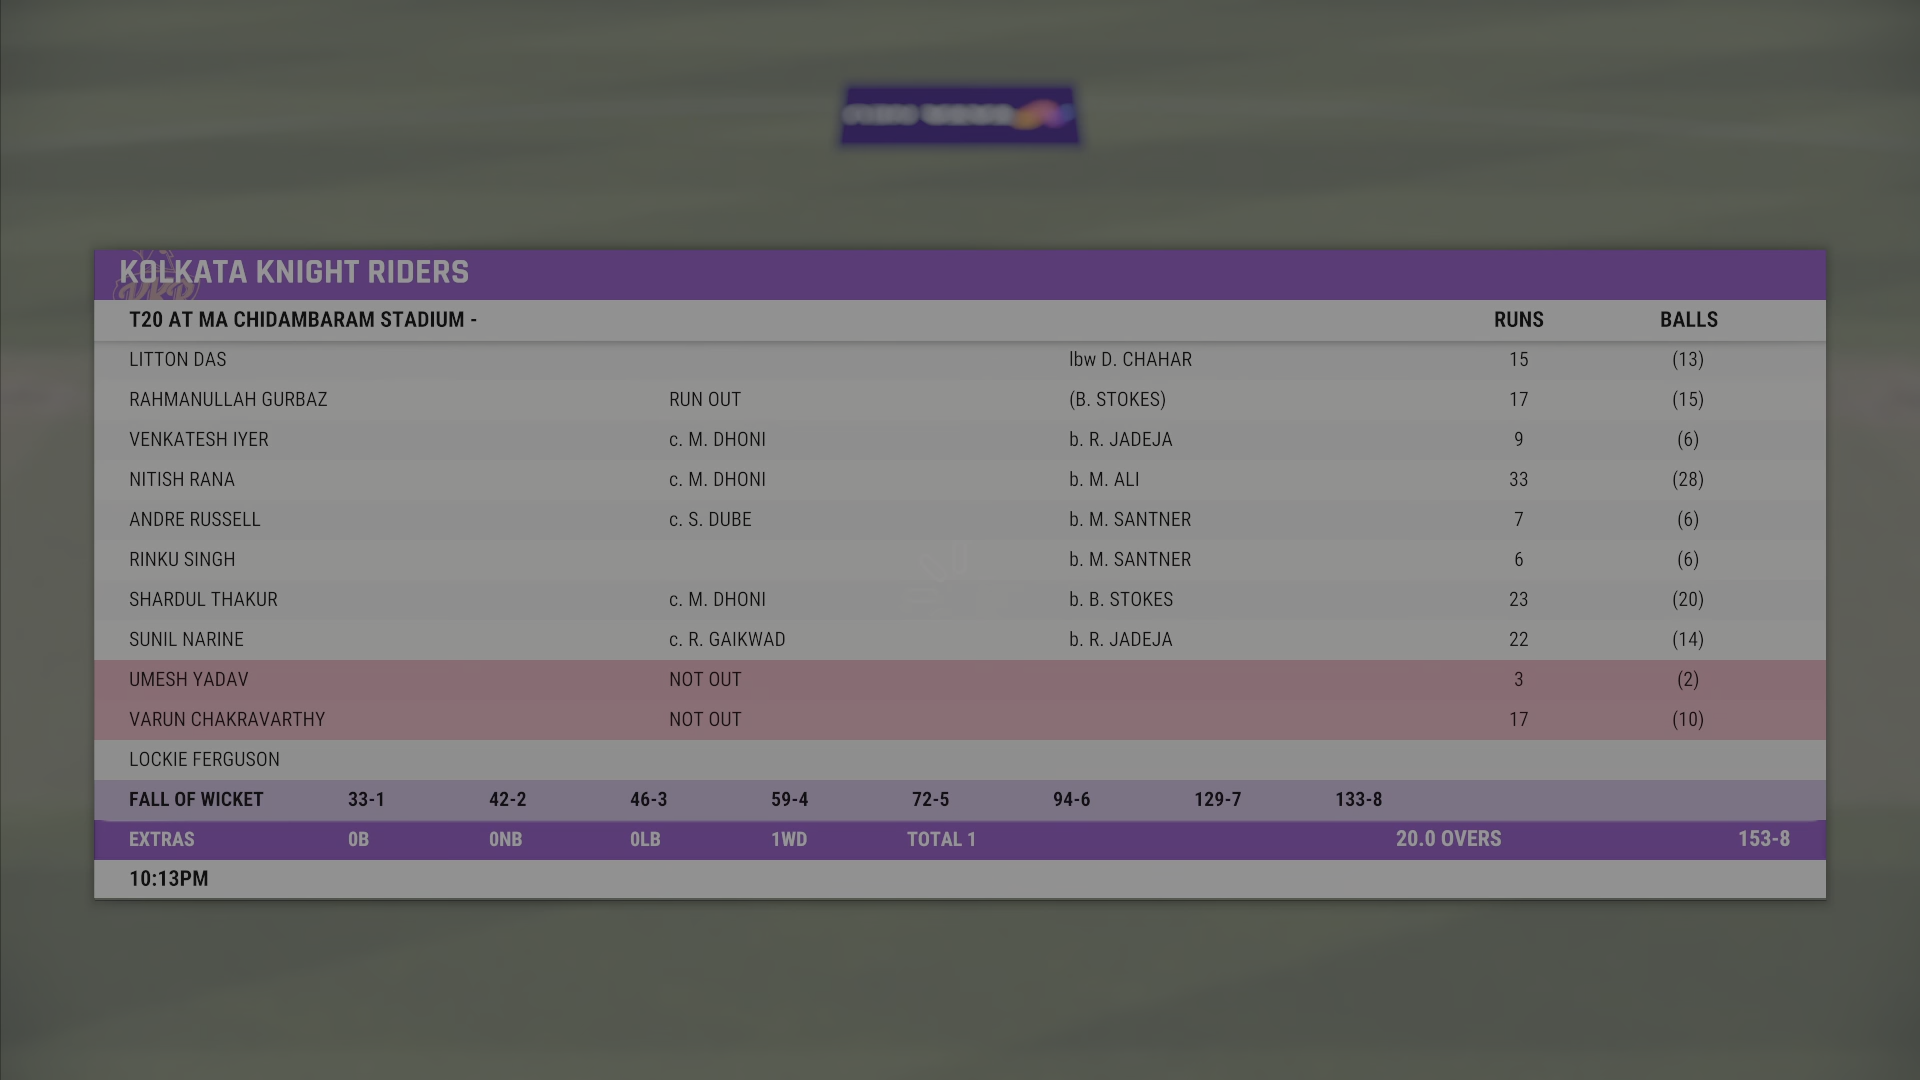 KOLKATA KNIGHT RIDERS
T20 AT MA CHIDAMBARAM STADIUM - RUNS BALLS
LITTON DAS lbw D. CHAHAR 15 (13)
RAHMANULLAH GURBAZ RUN OUT (B. STOKES) 17 (15)
VENKATESH IYER c. M. DHONI b. R. JADEJA 9 (6)
NITISH RANA c. M. DHONI b. M. ALI 33 (28)
ANDRE RUSSELL c. S. DUBE b. M. SANTNER 7 (6)
RINKU SINGH b. M. SANTNER 6 (6)
SHARDUL THAKUR c. M. DHONI b. B. STOKES 23 (20)
SUNIL NARINE c. R. GAIKWAD b. R. JADEJA 22 (14)
UMESH YADAV NOT OUT 3 (2)
VARUN CHAKRAVARTHY NOT OUT 17 (10)
LOCKIE FERGUSON
FALL OF WICKET 33-1 42-2 46-3 59-4 72-5 94-6 129-7 133-8
EXTRAS 0B 0NB 0LB 1WD TOTAL 1 20.0 OVERS 153-8
10:13PM